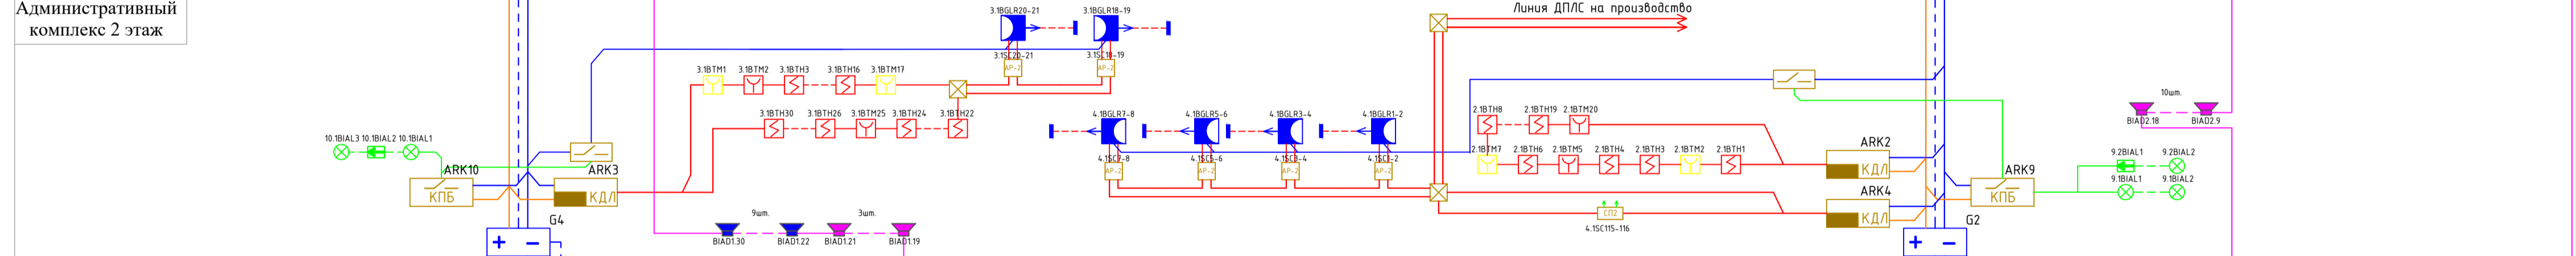 Административный
комплекс 2 этаж
3.1BGLR20-21
3.1BGLR18-19
Линия ДПЛС на производство
3.1SC20-21
3.1SC18-19
АР-2
АР-2
3.1BTM1
3.1BTM2
3.1BTH3
3.1BTH16
3.1BTM17
3.1BTH30
3.1BTH26
3.1BTM25
3.1BTH24
3.1BTH22
4.1BGLR7-8
4.1BGLR5-6
4.1BGLR3-4
4.1BGLR1-2
4.1SC7-8
4.1SC5-6
4.1SC3-4
4.1SC1-2
АР-2
АР-2
АР-2
АР-2
2.1BTH8
2.1BTH19
2.1BTM20
2.1BTM7
2.1BTH6
2.1BTM5
2.1BTH4
2.1BTH3
2.1BTM2
2.1BTH1
10шт.
BIAD2.18
BIAD2.9
10.1BIAL3
10.1BIAL2
10.1BIAL1
ARK10
КПБ
ARK3
КДЛ
ARK2
КДЛ
ARK4
КДЛ
ARK9
КПБ
9.2BIAL1
9.2BIAL2
9.1BIAL1
9.1BIAL2
G4
+ −
9шт.
3шт.
BIAD1.30
BIAD1.22
BIAD1.21
BIAD1.19
СП2
4.1SC115-116
G2
+ −